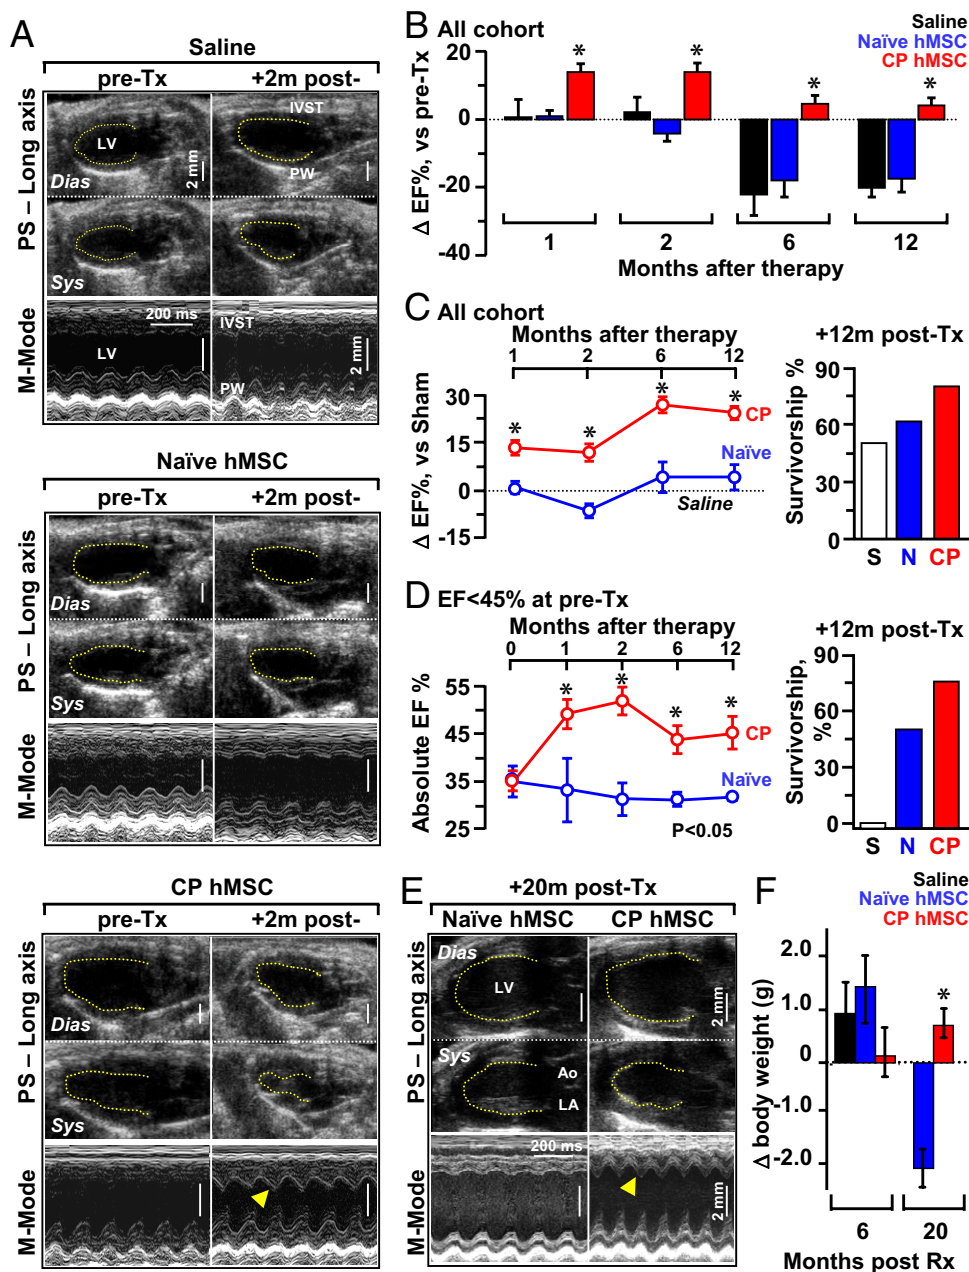 A
Saline
pre-Tx
+2m post-
PS – Long axis
IVST
LV
2 mm
PW
Dias
Sys
M-Mode
200 ms
IVST
LV
2 mm
PW
Naïve hMSC
pre-Tx
+2m post-
PS – Long axis
Dias
Sys
M-Mode
CP hMSC
pre-Tx
+2m post-
PS – Long axis
Dias
Sys
M-Mode
B All cohort
Saline
Naïve hMSC
CP hMSC
Δ EF%, vs pre-Tx
20
0
-20
-40
* * * *
1 2 6 12
Months after therapy
C All cohort
Months after therapy
1 2 6 12
Δ EF%, vs Sham
30
15
0
-15
* * * *
CP
Naïve
Saline
+12m post-Tx
Survivorship %
90
60
30
0
S N CP
D EF<45% at pre-Tx
Months after therapy
0 1 2 6 12
Absolute EF %
55
45
35
25
* * * *
CP
Naïve
P<0.05
+12m post-Tx
Survivorship, %
90
60
30
0
S N CP
E
+20m post-Tx
Naïve hMSC
CP hMSC
PS – Long axis
Dias
LV
2 mm
Sys
Ao
LA
2 mm
M-Mode
200 ms
2 mm
F
Saline
Naïve hMSC
CP hMSC
Δ body weight (g)
2.0
1.0
0
-1.0
-2.0
*
6 20
Months post Rx